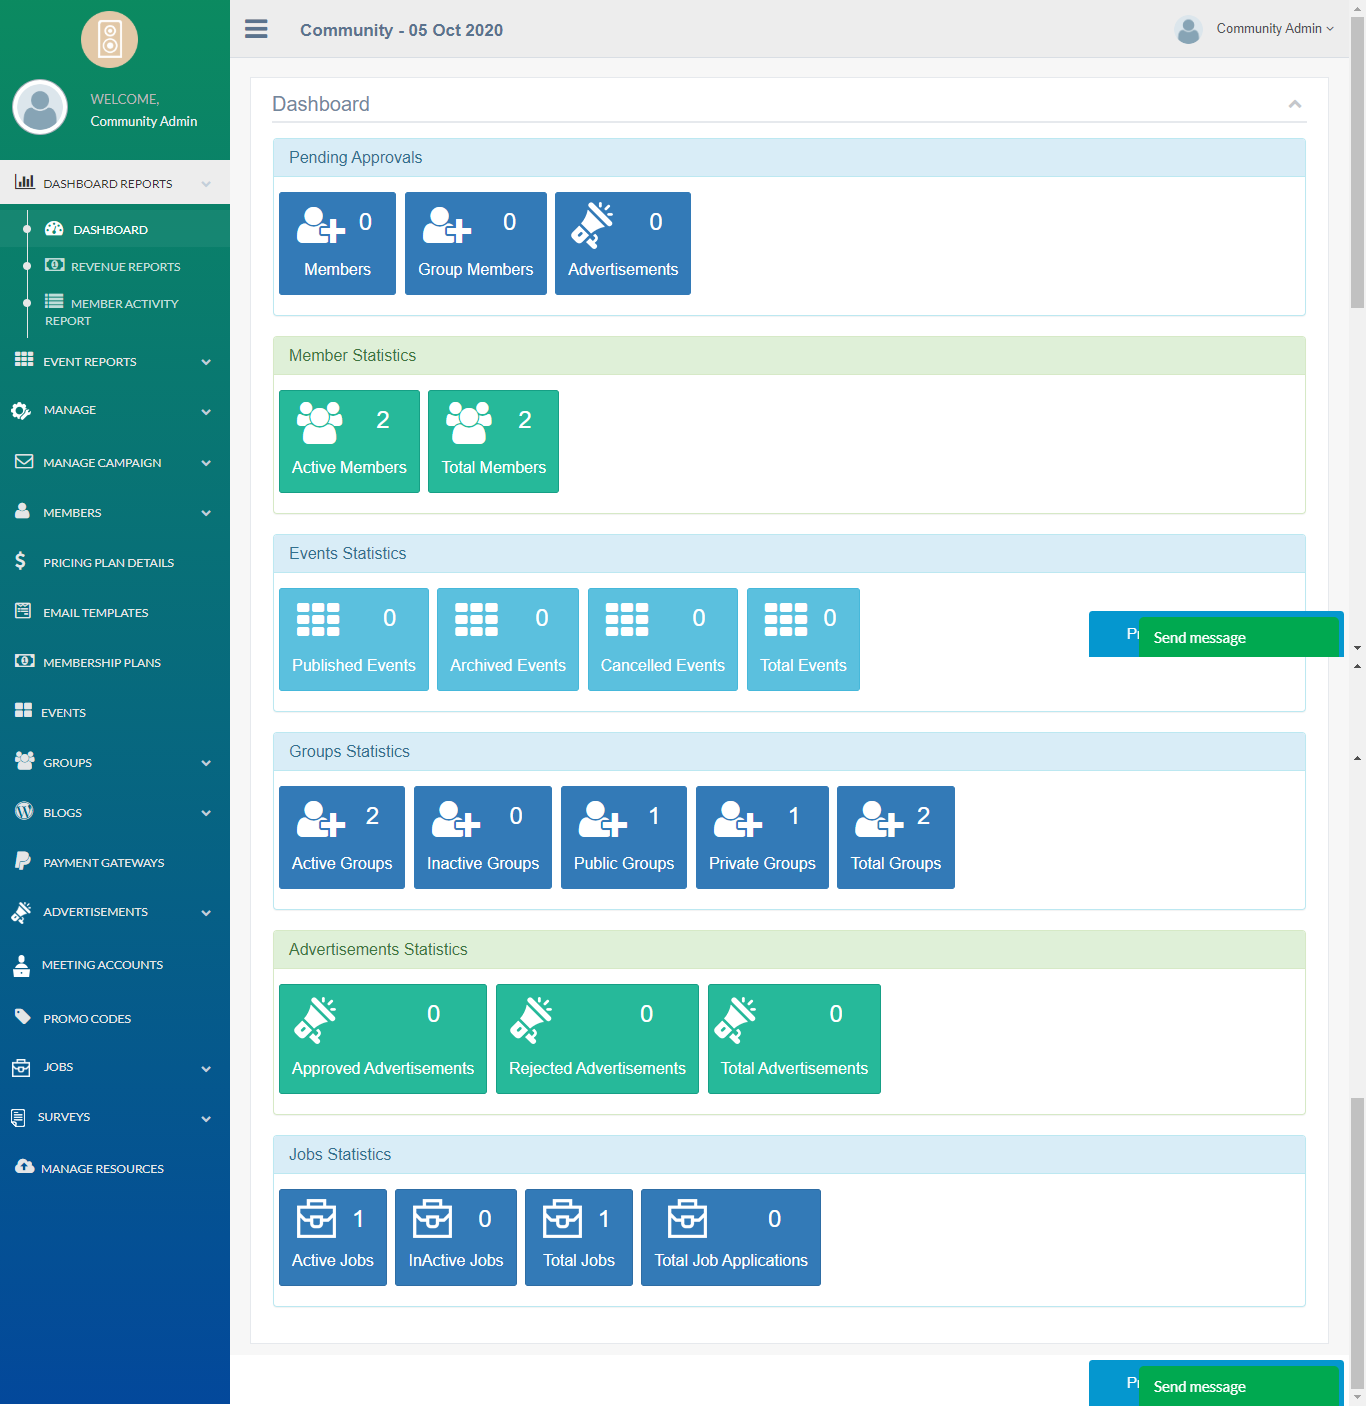 Community - 05 Oct 2020
Community Admin
WELCOME,
Community Admin
DASHBOARD REPORTS
DASHBOARD
REVENUE REPORTS
MEMBER ACTIVITY
REPORT
EVENT REPORTS
MANAGE
MANAGE CAMPAIGN
MEMBERS
PRICING PLAN DETAILS
EMAIL TEMPLATES
MEMBERSHIP PLANS
EVENTS
GROUPS
BLOGS
PAYMENT GATEWAYS
ADVERTISEMENTS
MEETING ACCOUNTS
PROMO CODES
JOBS
SURVEYS
MANAGE RESOURCES
Dashboard
Pending Approvals
0 0 0
Members Group Members Advertisements
Member Statistics
2 2
Active Members Total Members
Events Statistics
0 0 0 0
Published Events Archived Events Cancelled Events Total Events
Send message
Groups Statistics
2 0 1 1 2
Active Groups Inactive Groups Public Groups Private Groups Total Groups
Advertisements Statistics
0 0 0
Approved Advertisements Rejected Advertisements Total Advertisements
Jobs Statistics
1 0 1 0
Active Jobs InActive Jobs Total Jobs Total Job Applications
Send message